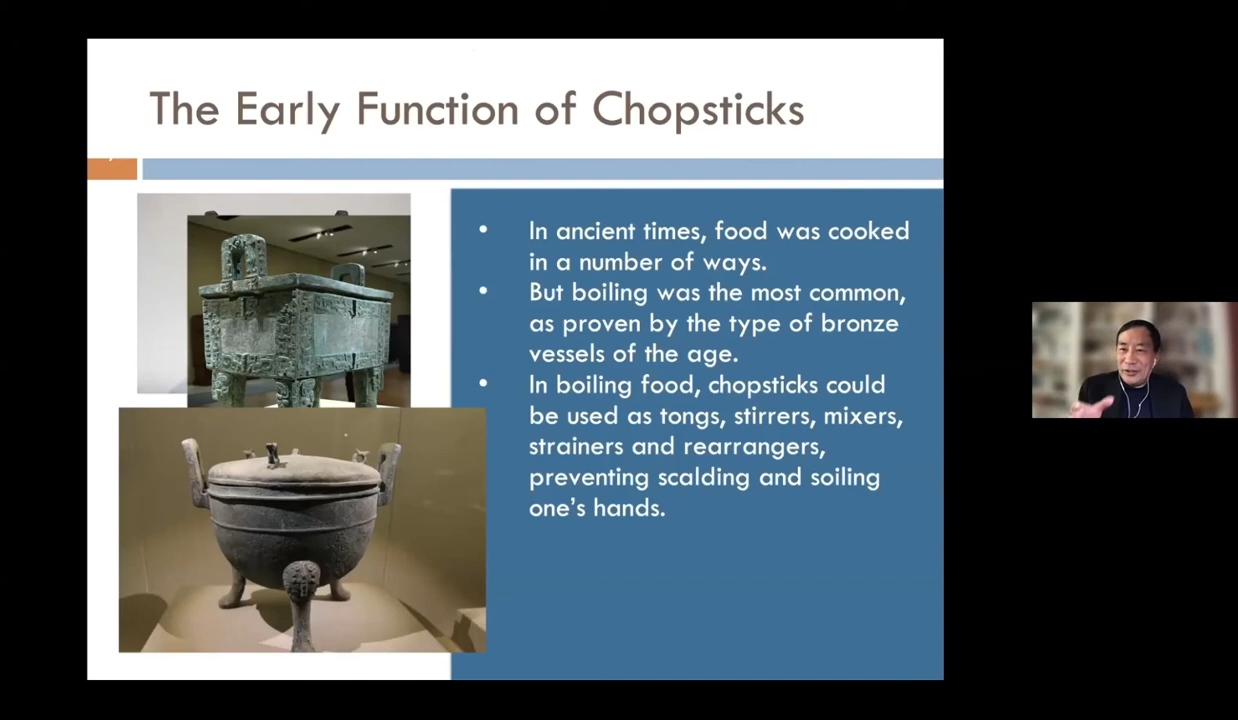 The Early Function of Chopsticks
• In ancient times, food was cooked
in a number of ways.
• But boiling was the most common,
as proven by the type of bronze
vessels of the age.
• In boiling food, chopsticks could
be used as tongs, stirrers, mixers,
strainers and rearrangers,
preventing scalding and soiling
one’s hands.